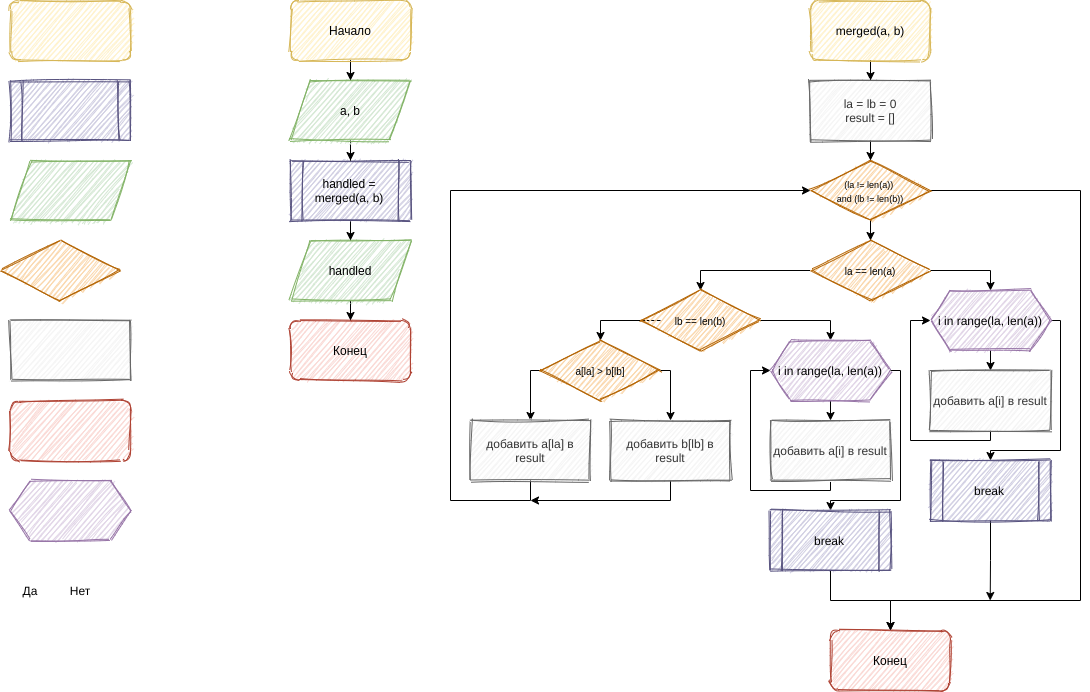 Начало
a, b
handled =
merged(a, b)
handled
Конец
merged(a, b)
la = lb = 0
result = []
(la != len(a))
and (lb != len(b))
la == len(a)
lb == len(b)
a[la] > b[lb]
добавить a[la] в
result
добавить b[lb] в
result
i in range(la, len(a))
добавить a[i] в result
break
i in range(la, len(a))
добавить a[i] в result
break
Конец
Да
Нет